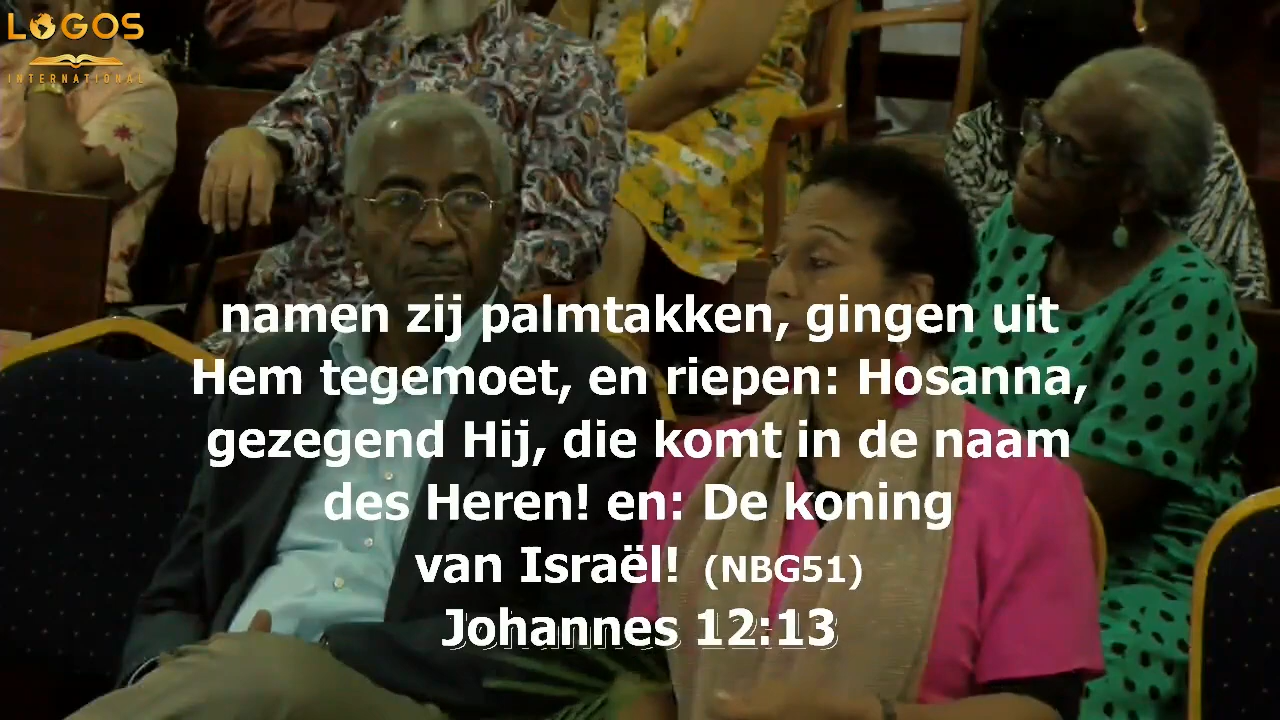 LOGOS
INTERNATIONAL
namen zij palmtakken, gingen uit
Hem tegemoet, en riepen: Hosanna,
gezegend Hij, die komt in de naam
des Heren! en: De koning
van Israël! (NBG51)
Johannes 12:13